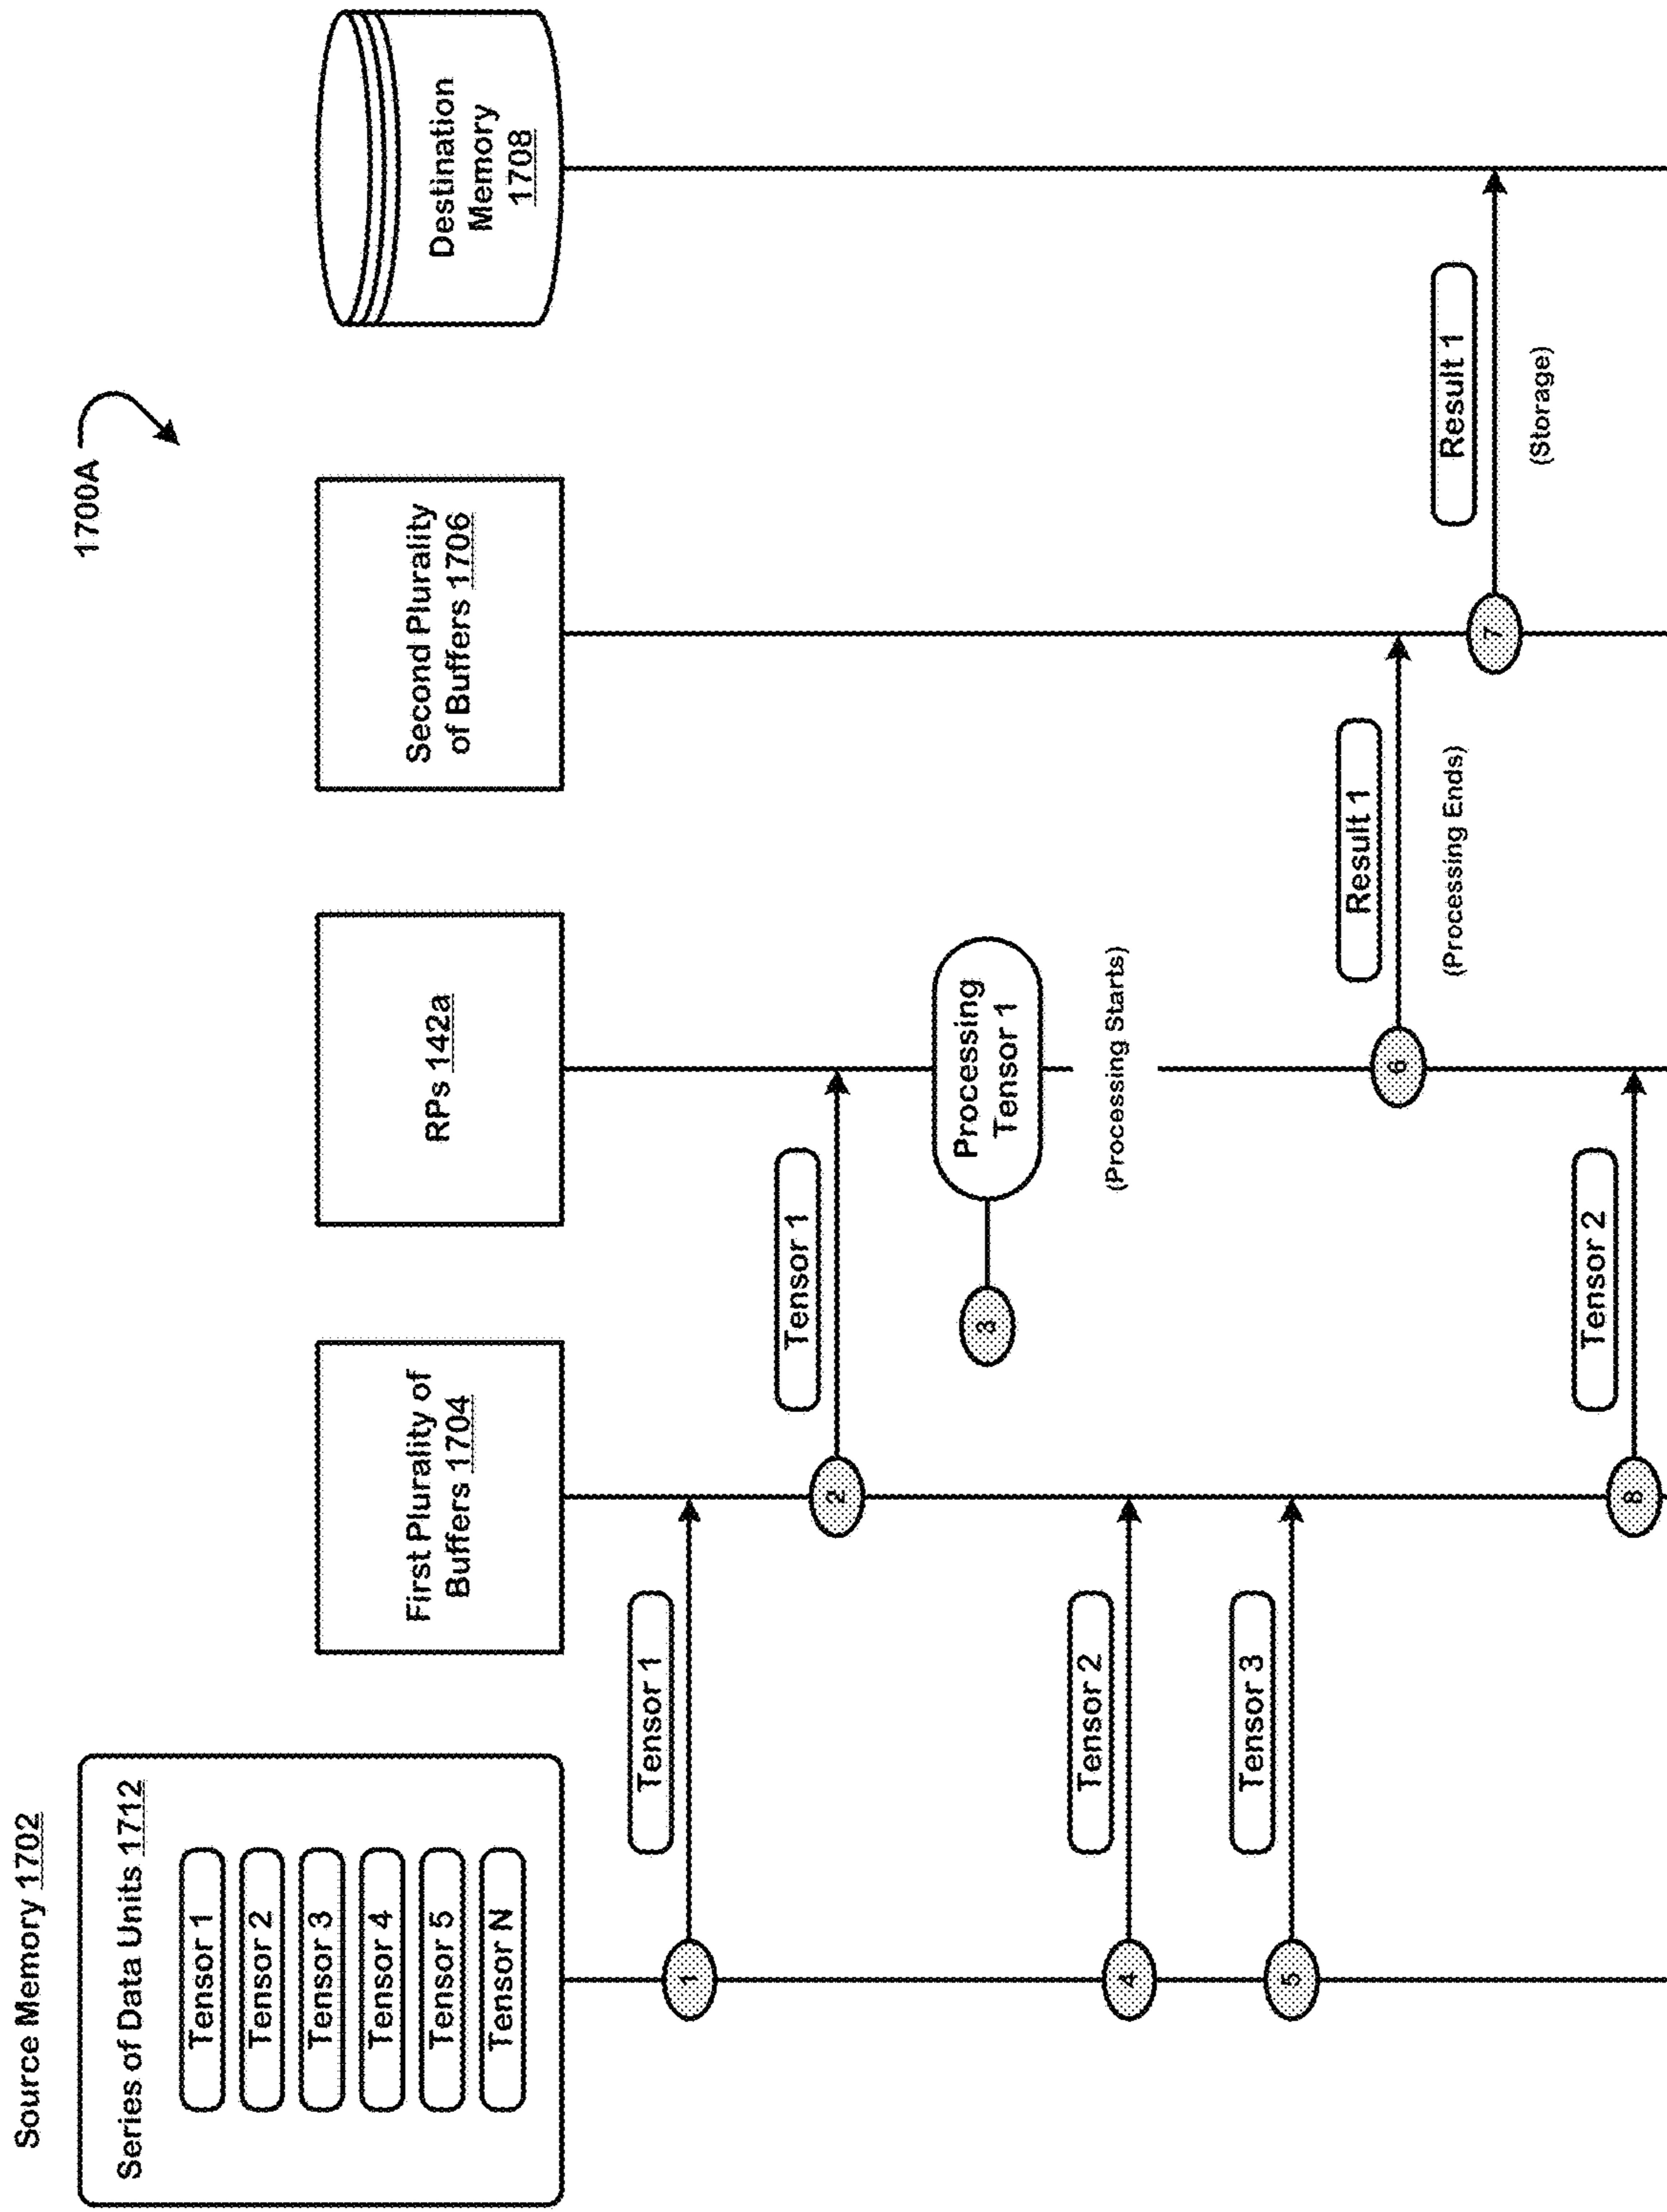 1700A
Source Memory 1702
Series of Data Units 1712
Tensor 1
Tensor 2
Tensor 3
Tensor 4
Tensor 5
Tensor N
First Plurality of
Buffers 1704
RPs 142a
Second Plurality
of Buffers 1706
Destination
Memory
1708
1
Tensor 1
2
Tensor 1
3
Processing
Tensor 1
(Processing Starts)
4
Tensor 2
5
Tensor 3
6
Result 1
(Processing Ends)
7
Result 1
(Storage)
8
Tensor 2